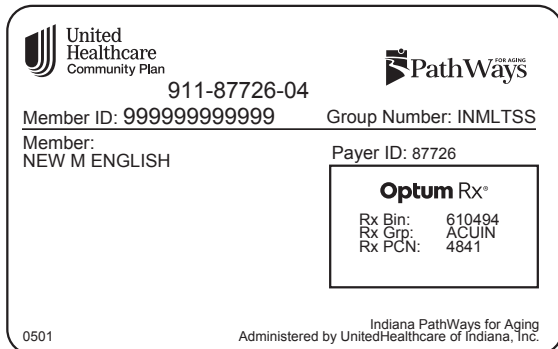 United
Healthcare
Community Plan
FOR AGING
PathWays
911-87726-04
Member ID: 999999999999 Group Number: INMLTSS
Member:
NEW M ENGLISH
Payer ID: 87726
Optum Rx®
Rx Bin: 610494
Rx Grp: ACUIN
Rx PCN: 4841
0501
Indiana PathWays for Aging
Administered by UnitedHealthcare of Indiana, Inc.